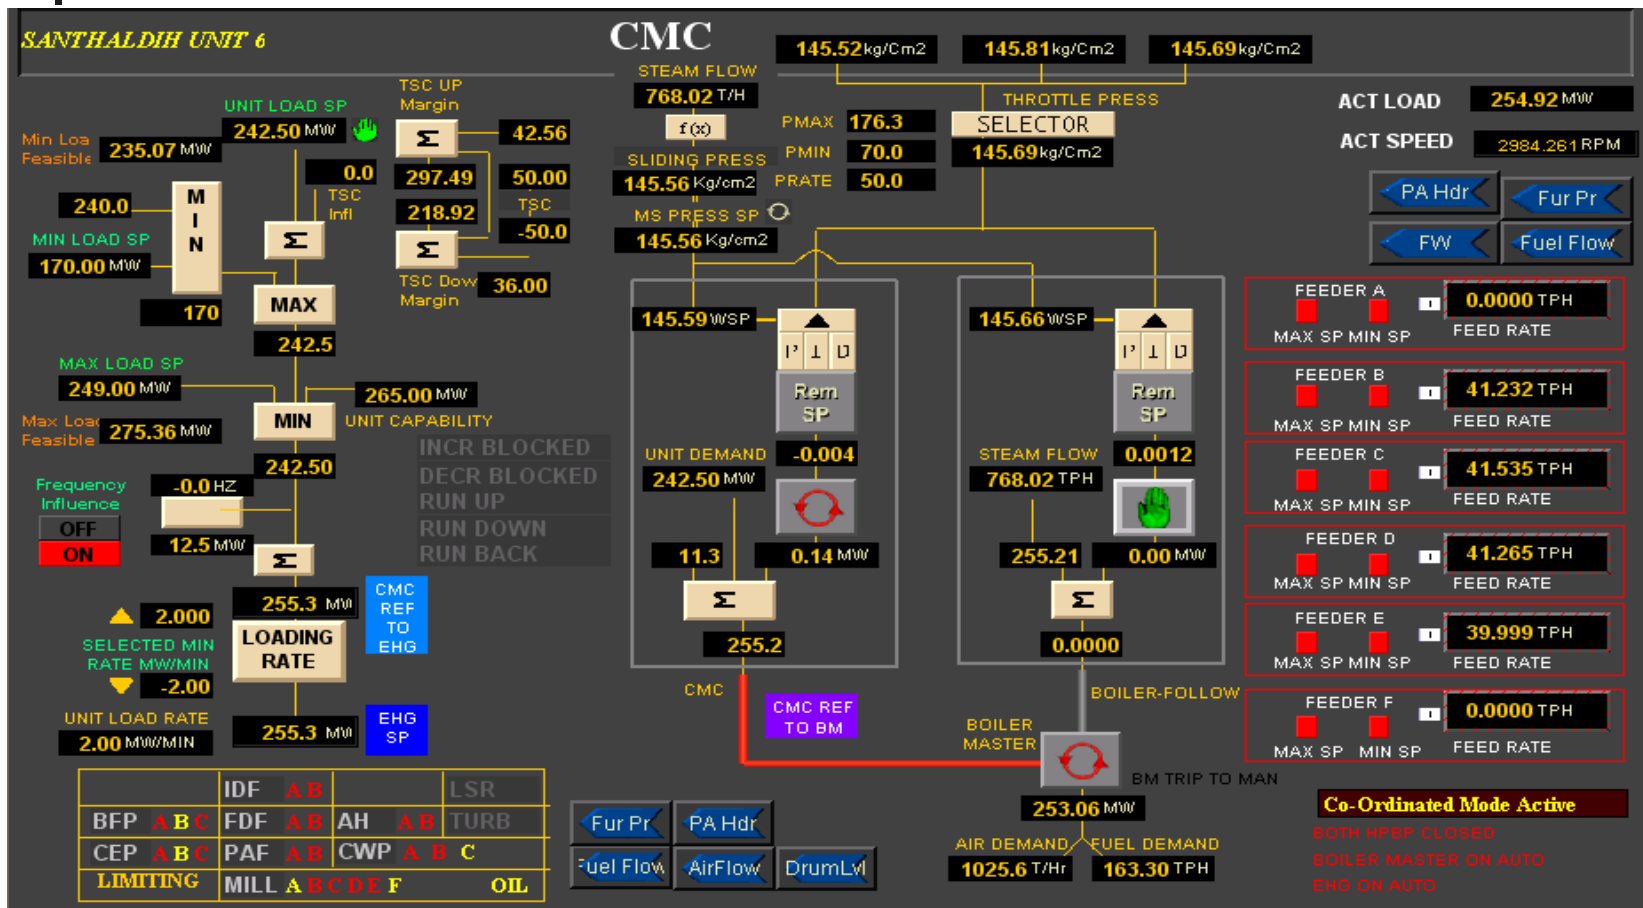 SANTHALDIH UNIT 6
CMC
145.52kg/Cm2
145.81kg/Cm2
145.69kg/Cm2
STEAM FLOW
768.02 T/H
f(x)
SLIDING PRESS
145.56 Kg/cm2
MS PRESS SP
145.56 Kg/cm2
PMAX 176.3
PMIN 70.0
PRATE 50.0
THROTTLE PRESS
SELECTOR
145.69kg/Cm2
ACT LOAD 254.92 MW
ACT SPEED 2984.261 RPM
PA Hdr
Fur Pr
FW
Fuel Flow
UNIT LOAD SP
242.50 MW
Min Loa
Feasible 235.07 MW
240.0
MIN LOAD SP
170.00 MW
M
I
N
170
0.0
TSC
Infl
Σ
MAX
242.5
TSC UP
Margin
Σ
42.56
297.49
50.00
TSC
218.92
-50.0
Σ
TSC Dow
Margin
36.00
MAX LOAD SP
249.00 MW
265.00 MW
UNIT CAPABILITY
Max Load
Feasible 275.36 MW
MIN
242.50
INCR BLOCKED
DECR BLOCKED
RUN UP
RUN DOWN
RUN BACK
Frequency
Influence
OFF
ON
-0.0 HZ
12.5 MW
Σ
255.3 MW
CMC
REF
TO
EHG
2.000
SELECTED MIN
RATE MW/MIN
-2.00
LOADING
RATE
UNIT LOAD RATE
2.00 MW/MIN
255.3 MW
EHG
SP
145.59 WSP
Rem
SP
UNIT DEMAND
242.50 MW
-0.004
11.3
0.14 MW
Σ
255.2
CMC
CMC REF
TO BM
145.66 WSP
Rem
SP
STEAM FLOW
768.02 TPH
0.0012
255.21
0.00 MW
Σ
0.0000
BOILER-FOLLOW
BOILER
MASTER
BM TRIP TO MAN
253.06 MW
AIR DEMAND
FUEL DEMAND
1025.6 T/Hr
163.30 TPH
FEEDER A
0.0000 TPH
MAX SP MIN SP
FEED RATE
FEEDER B
41.232 TPH
MAX SP MIN SP
FEED RATE
FEEDER C
41.535 TPH
MAX SP MIN SP
FEED RATE
FEEDER D
41.265 TPH
MAX SP MIN SP
FEED RATE
FEEDER E
39.999 TPH
MAX SP MIN SP
FEED RATE
FEEDER F
0.0000 TPH
MAX SP MIN SP
FEED RATE
IDF A B LSR
BFP A B C FDF A B AH A B TURB
CEP A B C PAF A B CWP A B C
LIMITING MILL A B C D E F OIL
Fur Pr
PA Hdr
Fuel Flow
AirFlow
DrumLvl
Co-Ordinated Mode Active
BOTH HPBP CLOSED
BOILER MASTER ON AUTO
EHG ON AUTO